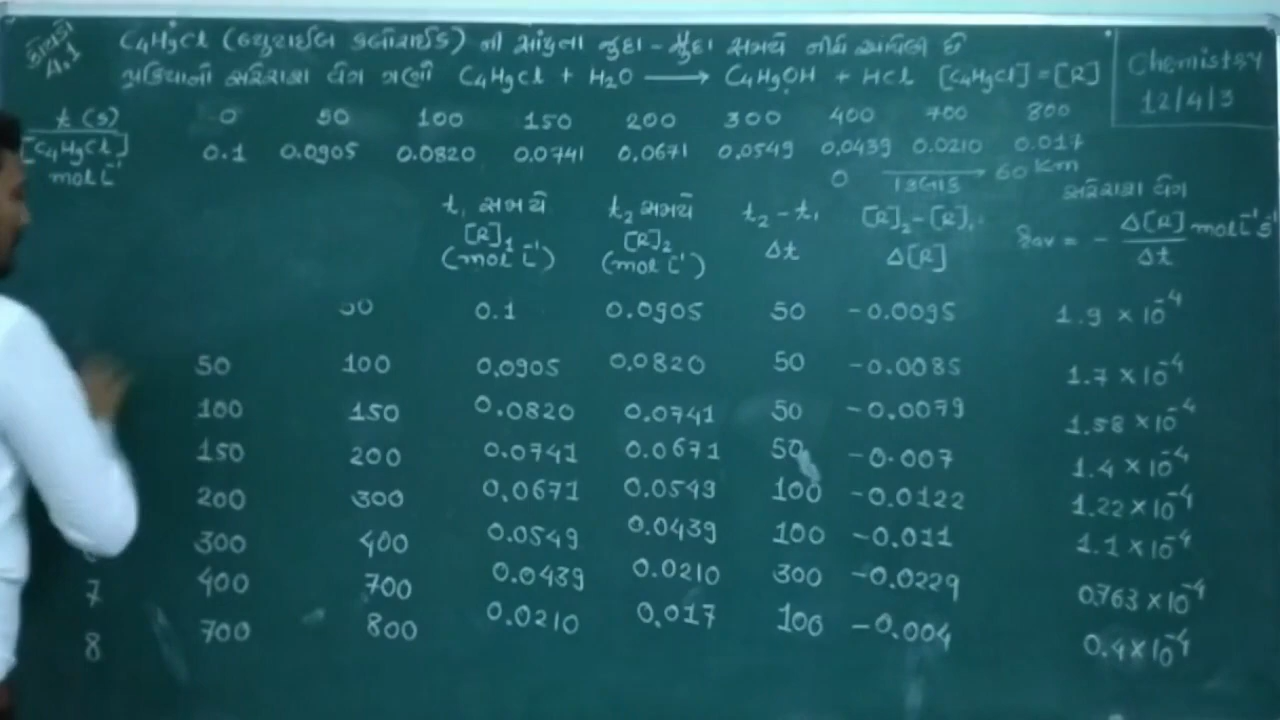 દાખલો 4.1
C4H9Cl (બ્યુટાઈલ ક્લોરાઈડ) ની સાંદ્રતા જુદા-જુદા સમયે નીચે આપેલ છે
પ્રક્રિયાનો સરેરાશ વેગ ગણો C4H9Cl + H2O → C4H9OH + HCl [C4H9Cl] = [R]
Chemistry
12/4/3
t (s) 0 50 100 150 200 300 400 700 800
[C4H9Cl] mol L⁻¹ 0.1 0.0905 0.0820 0.0741 0.0671 0.0549 0.0439 0.0210 0.017
0 → 60 km
1 કલાક
t₁ સમયે t₂ સમયે t₂-t₁ [R]₂-[R]₁ સરેરાશ વેગ
[R]₁ [R]₂ Δt Δ[R] rav = - Δ[R]/Δt mol L⁻¹ s⁻¹
(mol L⁻¹) (mol L⁻¹)
50 0.1 0.0905 50 -0.0095 1.9 × 10⁻⁴
50 100 0.0905 0.0820 50 -0.0085 1.7 × 10⁻⁴
100 150 0.0820 0.0741 50 -0.0079 1.58 × 10⁻⁴
150 200 0.0741 0.0671 50 -0.007 1.4 × 10⁻⁴
200 300 0.0671 0.0549 100 -0.0122 1.22 × 10⁻⁴
300 400 0.0549 0.0439 100 -0.011 1.1 × 10⁻⁴
7 400 700 0.0439 0.0210 300 -0.0229 0.763 × 10⁻⁴
8 700 800 0.0210 0.017 100 -0.004 0.4 × 10⁻⁴